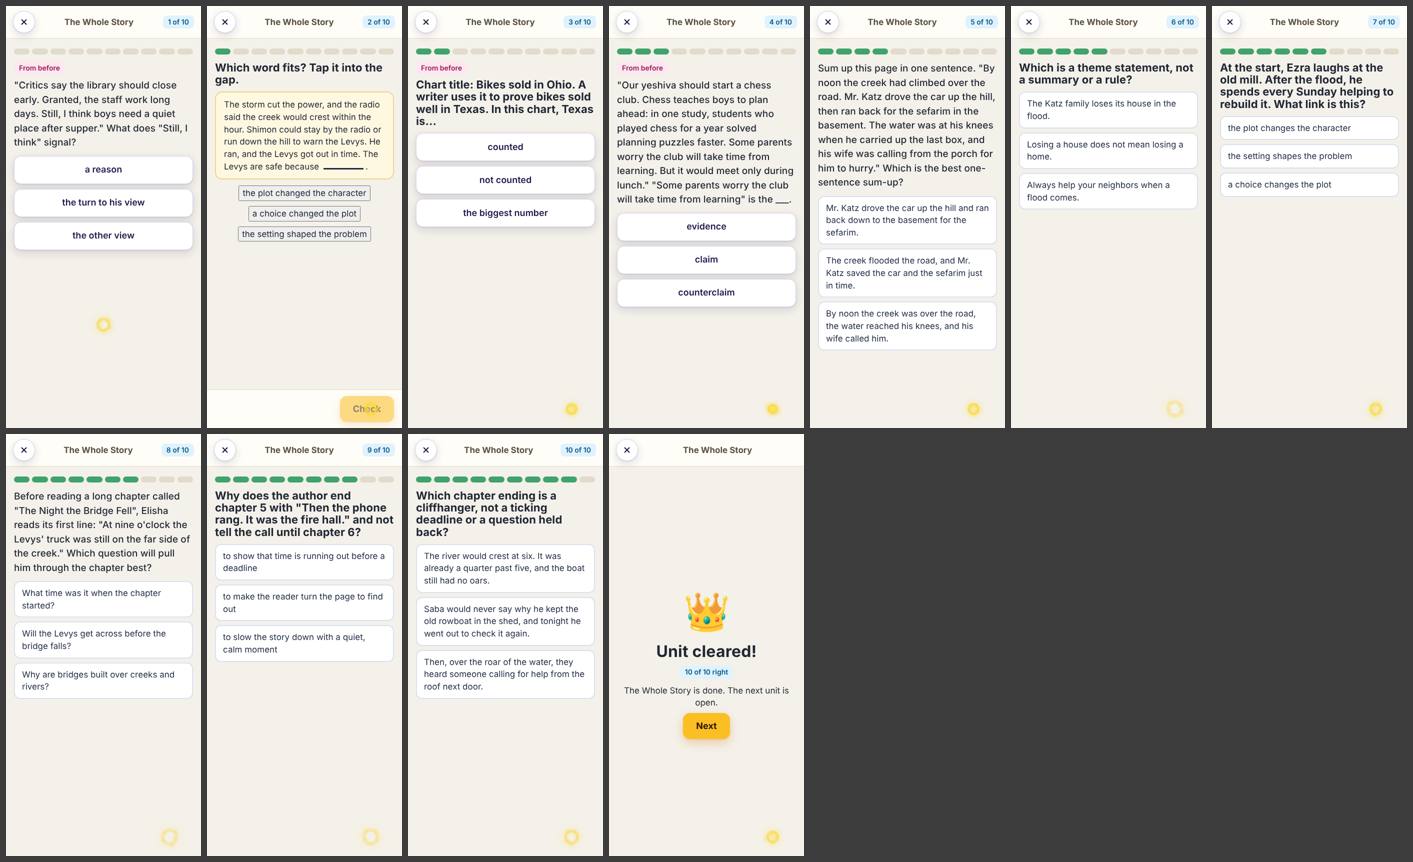 The Whole Story
1 of 10
From before
"Critics say the library should close
early. Granted, the staff work long
days. Still, I think boys need a quiet
place after supper." What does "Still, I
think" signal?
a reason
the turn to his view
the other view
The Whole Story
2 of 10
Which word fits? Tap it into the
gap.
The storm cut the power, and the radio
said the creek would crest within the
hour. Shimon could stay by the radio or
run down the hill to warn the Levys. He
ran, and the Levys got out in time. The
Levys are safe because ______.
the plot changed the character
a choice changed the plot
the setting shaped the problem
Check
The Whole Story
3 of 10
From before
Chart title: Bikes sold in Ohio. A
writer uses it to prove bikes sold
well in Texas. In this chart, Texas
is...
counted
not counted
the biggest number
The Whole Story
4 of 10
From before
"Our yeshiva should start a chess
club. Chess teaches boys to plan
ahead: in one study, students who
played chess for a year solved
planning puzzles faster. Some parents
worry the club will take time from
learning. But it would meet only during
lunch." "Some parents worry the club
will take time from learning" is the ___.
evidence
claim
counterclaim
The Whole Story
5 of 10
Sum up this page in one sentence. "By
noon the creek had climbed over the
road. Mr. Katz drove the car up the hill,
then ran back for the sefarim in the
basement. The water was at his knees
when he carried up the last box, and
his wife was calling from the porch for
him to hurry." Which is the best one-
sentence sum-up?
Mr. Katz drove the car up the hill and ran
back down to the basement for the
sefarim.
The creek flooded the road, and Mr.
Katz saved the car and the sefarim just
in time.
By noon the creek was over the road,
the water reached his knees, and his
wife called him.
The Whole Story
6 of 10
Which is a theme statement, not
a summary or a rule?
The Katz family loses its house in the
flood.
Losing a house does not mean losing a
home.
Always help your neighbors when a
flood comes.
The Whole Story
7 of 10
At the start, Ezra laughs at the
old mill. After the flood, he
spends every Sunday helping to
rebuild it. What link is this?
the plot changes the character
the setting shapes the problem
a choice changes the plot
The Whole Story
8 of 10
Before reading a long chapter called
"The Night the Bridge Fell", Elisha
reads its first line: "At nine o'clock the
Levys' truck was still on the far side of
the creek." Which question will pull
him through the chapter best?
What time was it when the chapter
started?
Will the Levys get across before the
bridge falls?
Why are bridges built over creeks and
rivers?
The Whole Story
9 of 10
Why does the author end
chapter 5 with "Then the phone
rang. It was the fire hall." and not
tell the call until chapter 6?
to show that time is running out before a
deadline
to make the reader turn the page to find
out
to slow the story down with a quiet,
calm moment
The Whole Story
10 of 10
Which chapter ending is a
cliffhanger, not a ticking
deadline or a question held
back?
The river would crest at six. It was
already a quarter past five, and the boat
still had no oars.
Saba would never say why he kept the
old rowboat in the shed, and tonight he
went out to check it again.
Then, over the roar of the water, they
heard someone calling for help from the
roof next door.
The Whole Story
Unit cleared!
10 of 10 right
The Whole Story is done. The next unit is
open.
Next